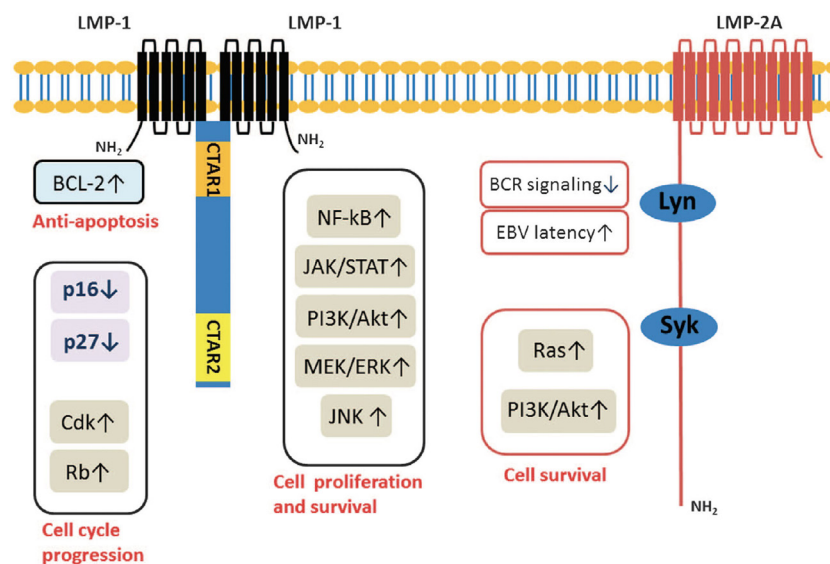 LMP-1
LMP-1
LMP-2A
NH2
NH2
CTAR1
CTAR2
BCL-2↑
Anti-apoptosis
p16↓
p27↓
Cdk↑
Rb↑
Cell cycle
progression
NF-kB↑
JAK/STAT↑
PI3K/Akt↑
MEK/ERK↑
JNK ↑
Cell proliferation
and survival
BCR signaling↓
EBV latency↑
Lyn
Syk
Ras↑
PI3K/Akt↑
Cell survival
NH2